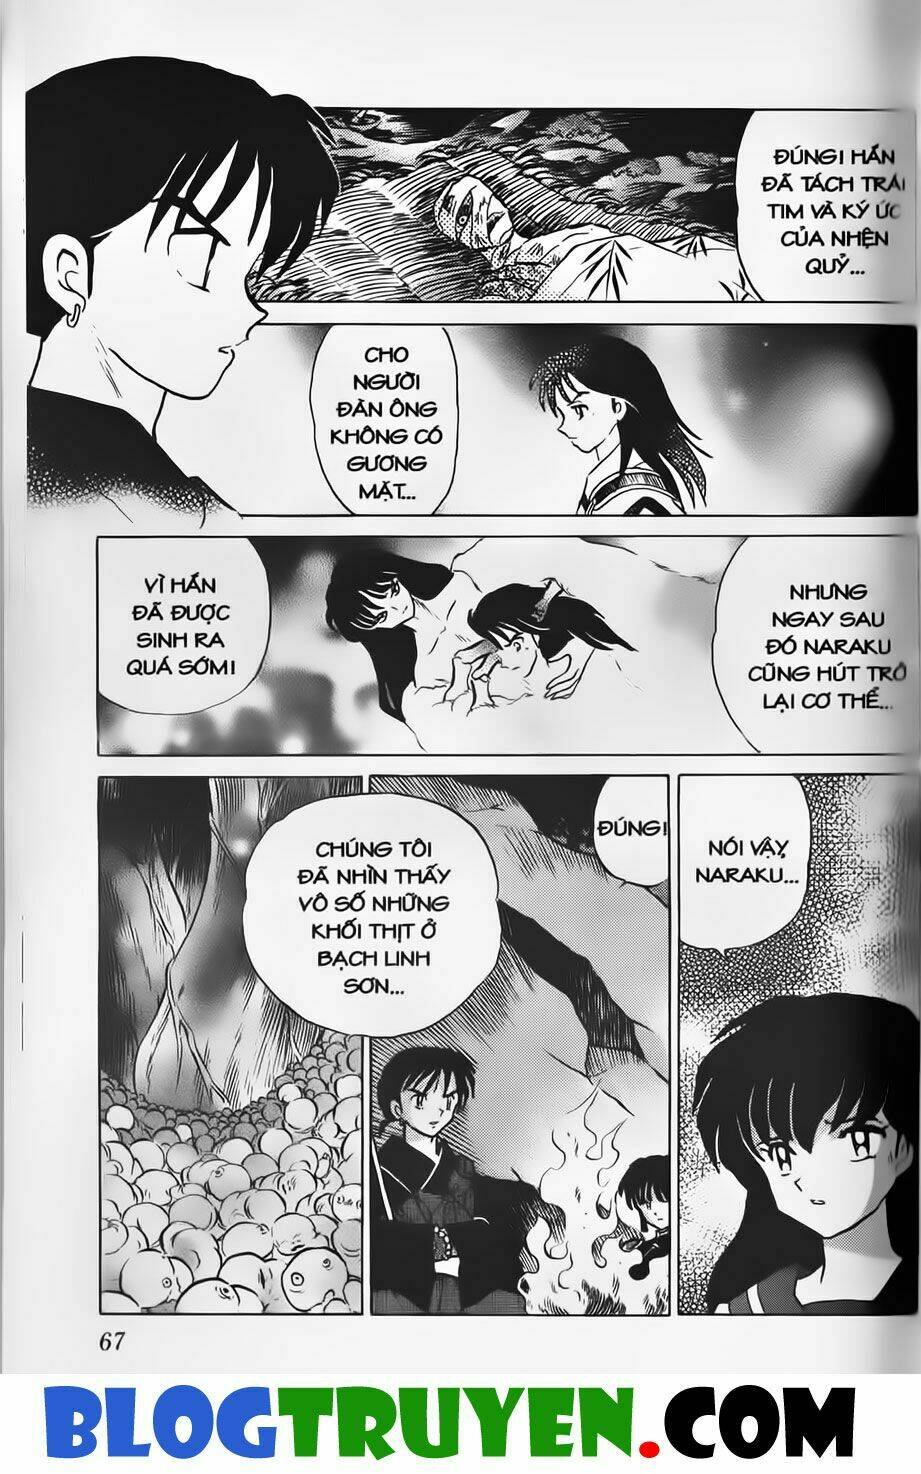 ĐÚNG! HẮN
ĐÃ TÁCH TRÁI
TIM VÀ KÝ ỨC
CỦA NHỆN
QUỶ...
CHO
NGƯỜI
ĐÀN ÔNG
KHÔNG CÓ
GƯƠNG
MẶT...
VÌ HẮN
ĐÃ ĐƯỢC
SINH RA
QUÁ SỚM!
NHƯNG
NGAY SAU
ĐÓ NARAKU
CŨNG HÚT TRỞ
LẠI CƠ THỂ...
CHÚNG TÔI
ĐÃ NHÌN THẤY
VÔ SỐ NHỮNG
KHỐI THỊT Ở
BẠCH LINH
SƠN...
ĐÚNG!
NÓI VẬY,
NARAKU...
67
BLOGTRUYEN.COM